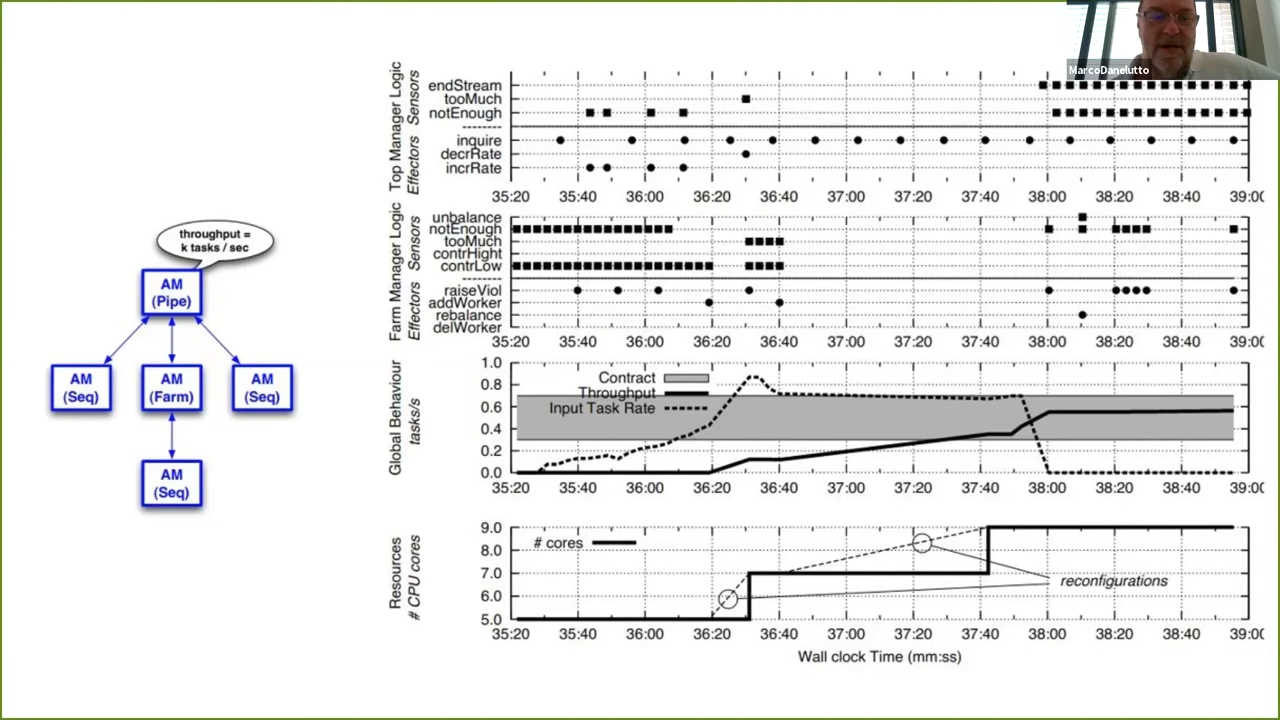 MarcoDanelutto
throughput =
k tasks / sec
AM
(Pipe)
AM
(Seq)
AM
(Farm)
AM
(Seq)
AM
(Seq)
Top Manager Logic
Effectors Sensors
endStream
tooMuch
notEnough
--------
inquire
decrRate
incrRate
35:20 35:40 36:00 36:20 36:40 37:00 37:20 37:40 38:00 38:20 38:40 39:00
Farm Manager Logic
Effectors Sensors
unbalance
notEnough
tooMuch
contrHight
contrLow
--------
raiseViol
addWorker
rebalance
delWorker
35:20 35:40 36:00 36:20 36:40 37:00 37:20 37:40 38:00 38:20 38:40 39:00
Global Behaviour
tasks/s
1.0
0.8
0.6
0.4
0.2
0.0
Contract
Throughput
Input Task Rate
35:20 35:40 36:00 36:20 36:40 37:00 37:20 37:40 38:00 38:20 38:40 39:00
Resources
# CPU cores
9.0
8.0
7.0
6.0
5.0
# cores
reconfigurations
35:20 35:40 36:00 36:20 36:40 37:00 37:20 37:40 38:00 38:20 38:40 39:00
Wall clock Time (mm:ss)